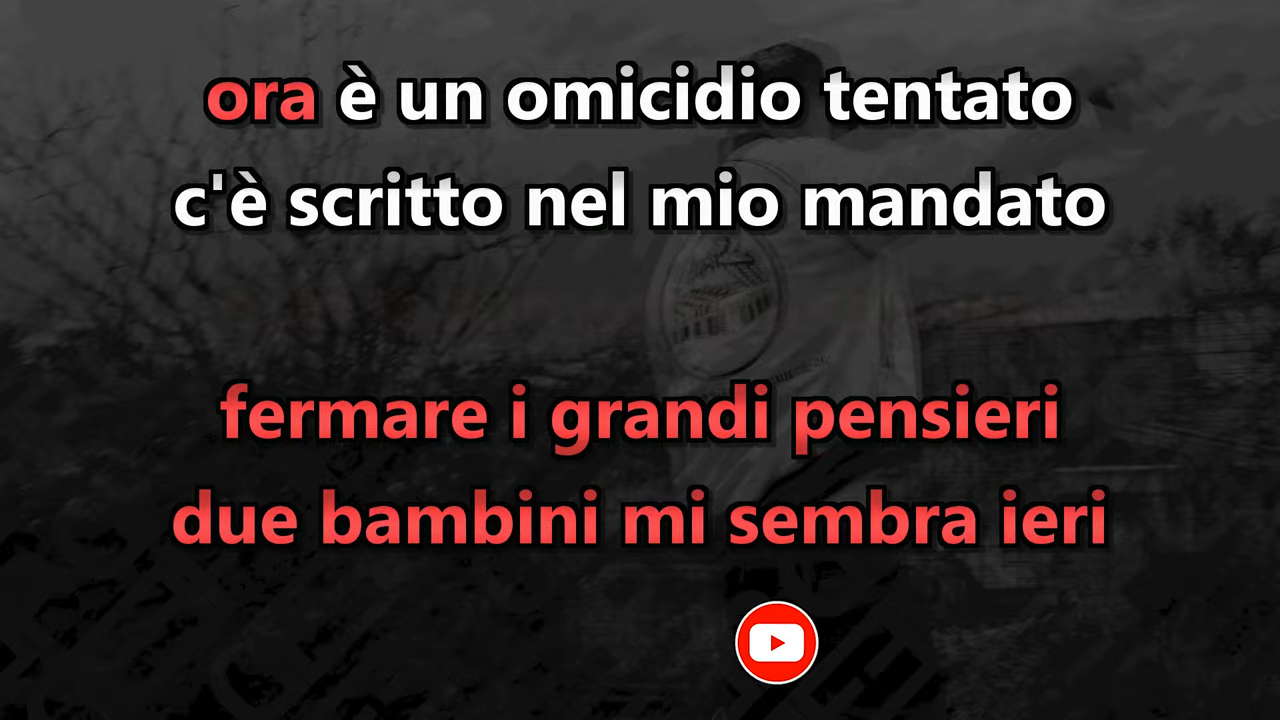 ora è un omicidio tentato
c'è scritto nel mio mandato
fermare i grandi pensieri
due bambini mi sembra ieri